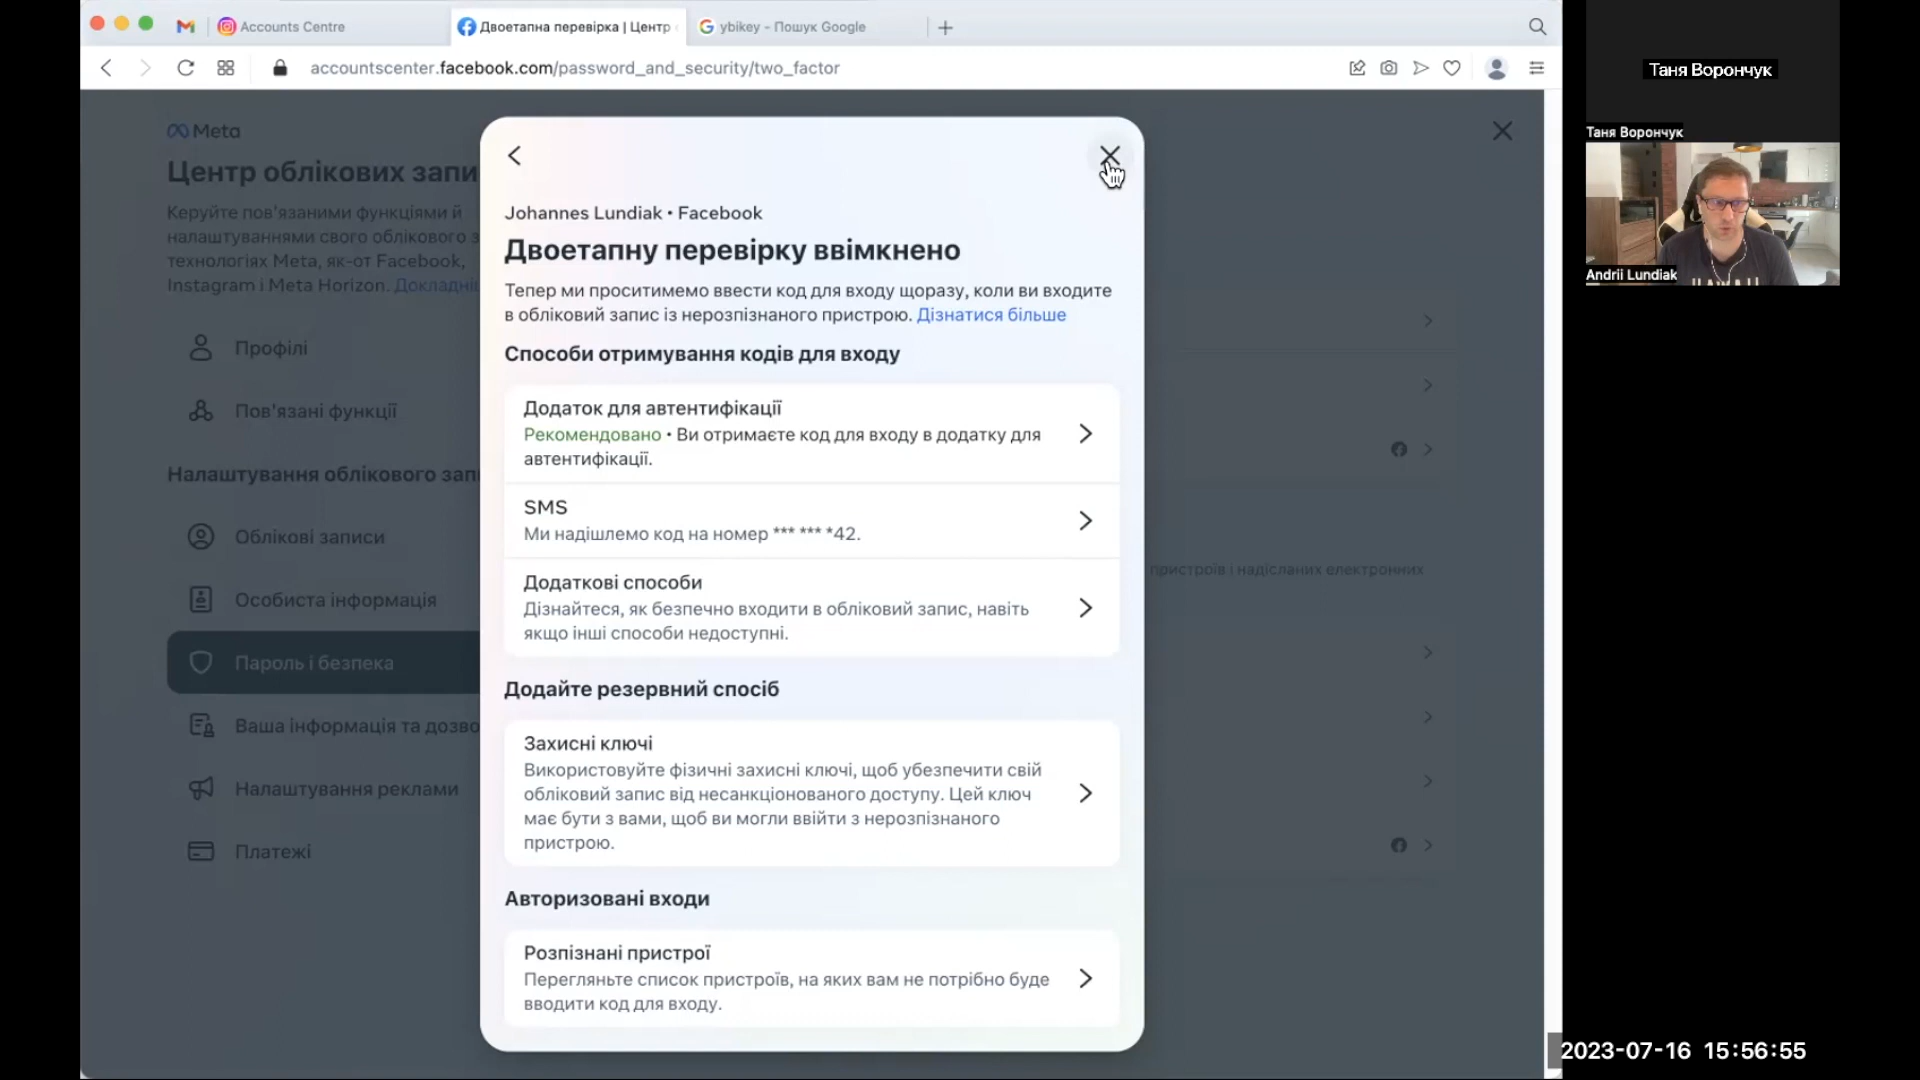 Accounts Centre
Двоетапна перевірка | Центр
ybikey - Пошук Google
accountscenter.facebook.com/password_and_security/two_factor
Meta
Центр облікових запи
Керуйте пов'язаними функціями й
налаштуваннями свого облікового з
технологіях Meta, як-от Facebook,
Instagram і Meta Horizon. Докладні
Профілі
Пов'язані функції
Налаштування облікового зап
Облікові записи
Особиста інформація
Пароль і безпека
Ваша інформація та дозво
Налаштування реклами
Платежі
Johannes Lundiak • Facebook
Двоетапну перевірку ввімкнено
Тепер ми проситимемо ввести код для входу щоразу, коли ви входите
в обліковий запис із нерозпізнаного пристрою. Дізнатися більше
Способи отримування кодів для входу
Додаток для автентифікації
Рекомендовано • Ви отримаєте код для входу в додатку для
автентифікації.
SMS
Ми надішлемо код на номер *** *** *42.
Додаткові способи
Дізнайтеся, як безпечно входити в обліковий запис, навіть
якщо інші способи недоступні.
Додайте резервний спосіб
Захисні ключі
Використовуйте фізичні захисні ключі, щоб убезпечити свій
обліковий запис від несанкціонованого доступу. Цей ключ
має бути з вами, щоб ви могли ввійти з нерозпізнаного
пристрою.
Авторизовані входи
Розпізнані пристрої
Перегляньте список пристроїв, на яких вам не потрібно буде
вводити код для входу.
пристроїв і надісланих електронних
Таня Ворончук
Таня Ворончук
Andrii Lundiak
2023-07-16 15:56:55